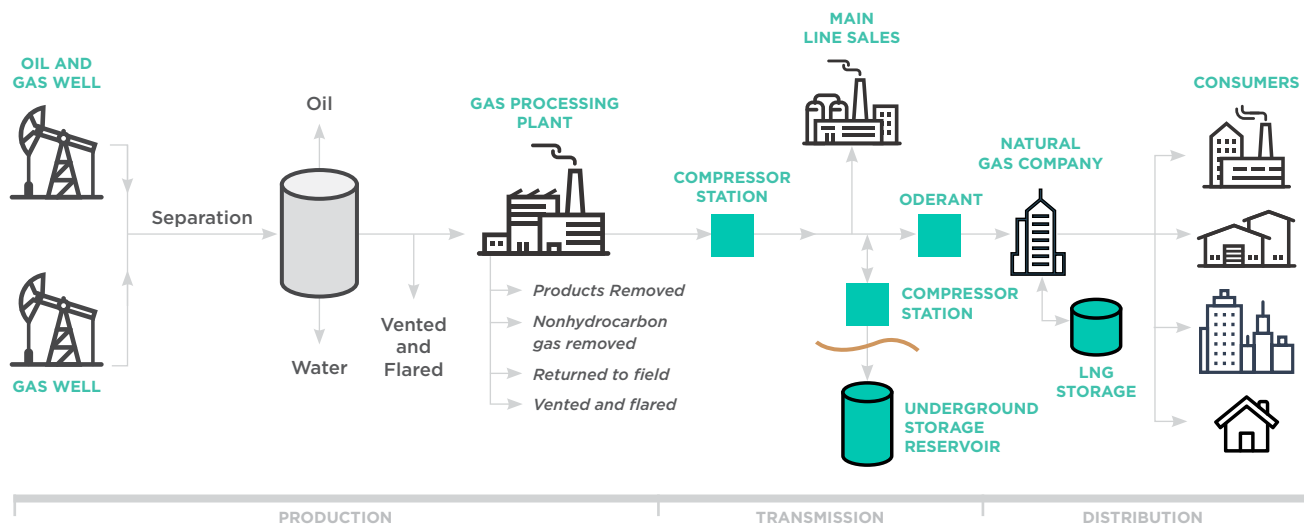 OIL AND
GAS WELL
GAS WELL
Separation
Oil
Water
Vented
and
Flared
GAS PROCESSING
PLANT
Products Removed
Nonhydrocarbon
gas removed
Returned to field
Vented and flared
COMPRESSOR
STATION
MAIN
LINE SALES
ODERANT
COMPRESSOR
STATION
UNDERGROUND
STORAGE
RESERVOIR
NATURAL
GAS COMPANY
LNG
STORAGE
CONSUMERS
PRODUCTION
TRANSMISSION
DISTRIBUTION